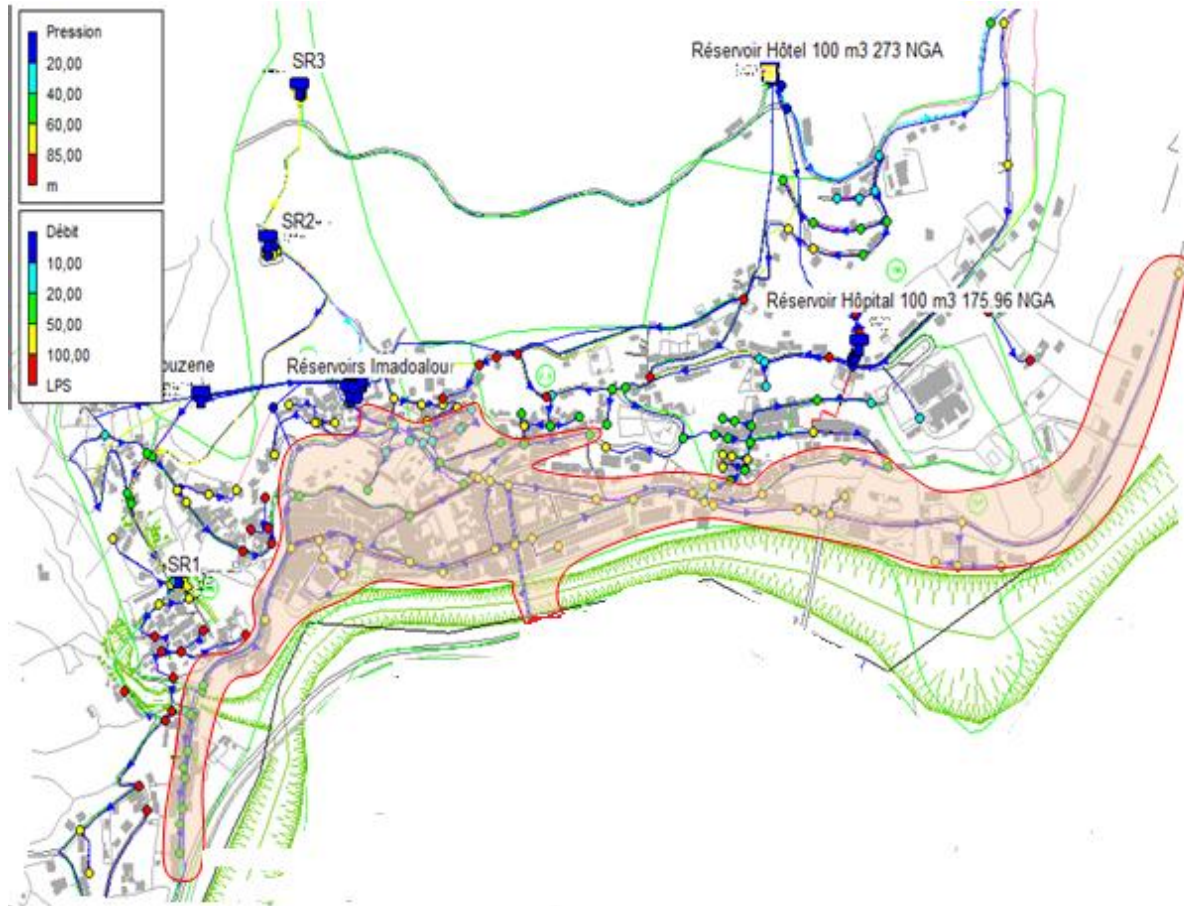 Pression
20,00
40,00
60,00
85,00
m
Débit
10,00
20,00
50,00
100,00
LPS
SR3
Réservoir Hôtel 100 m3 273 NGA
SR2
Réservoir Hôpital 100 m3 175.96 NGA
ouzene
Réservoirs Imadoalou
SR1